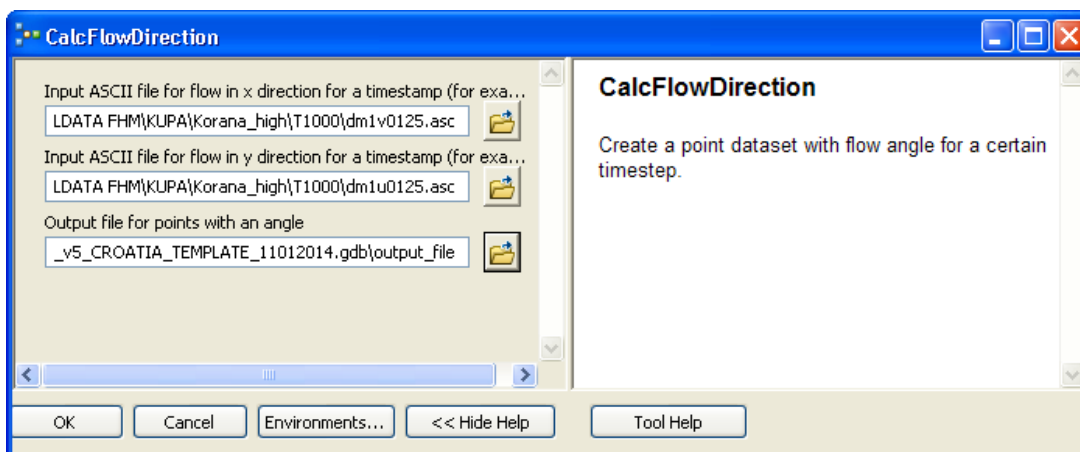 CalcFlowDirection
Input ASCII file for flow in x direction for a timestamp (for exa...
LDATA FHM\KUPA\Korana_high\T1000\dm1v0125.asc
Input ASCII file for flow in y direction for a timestamp (for exa...
LDATA FHM\KUPA\Korana_high\T1000\dm1u0125.asc
Output file for points with an angle
_v5_CROATIA_TEMPLATE_11012014.gdb\output_file
CalcFlowDirection
Create a point dataset with flow angle for a certain
timestep.
OK Cancel Environments... << Hide Help Tool Help